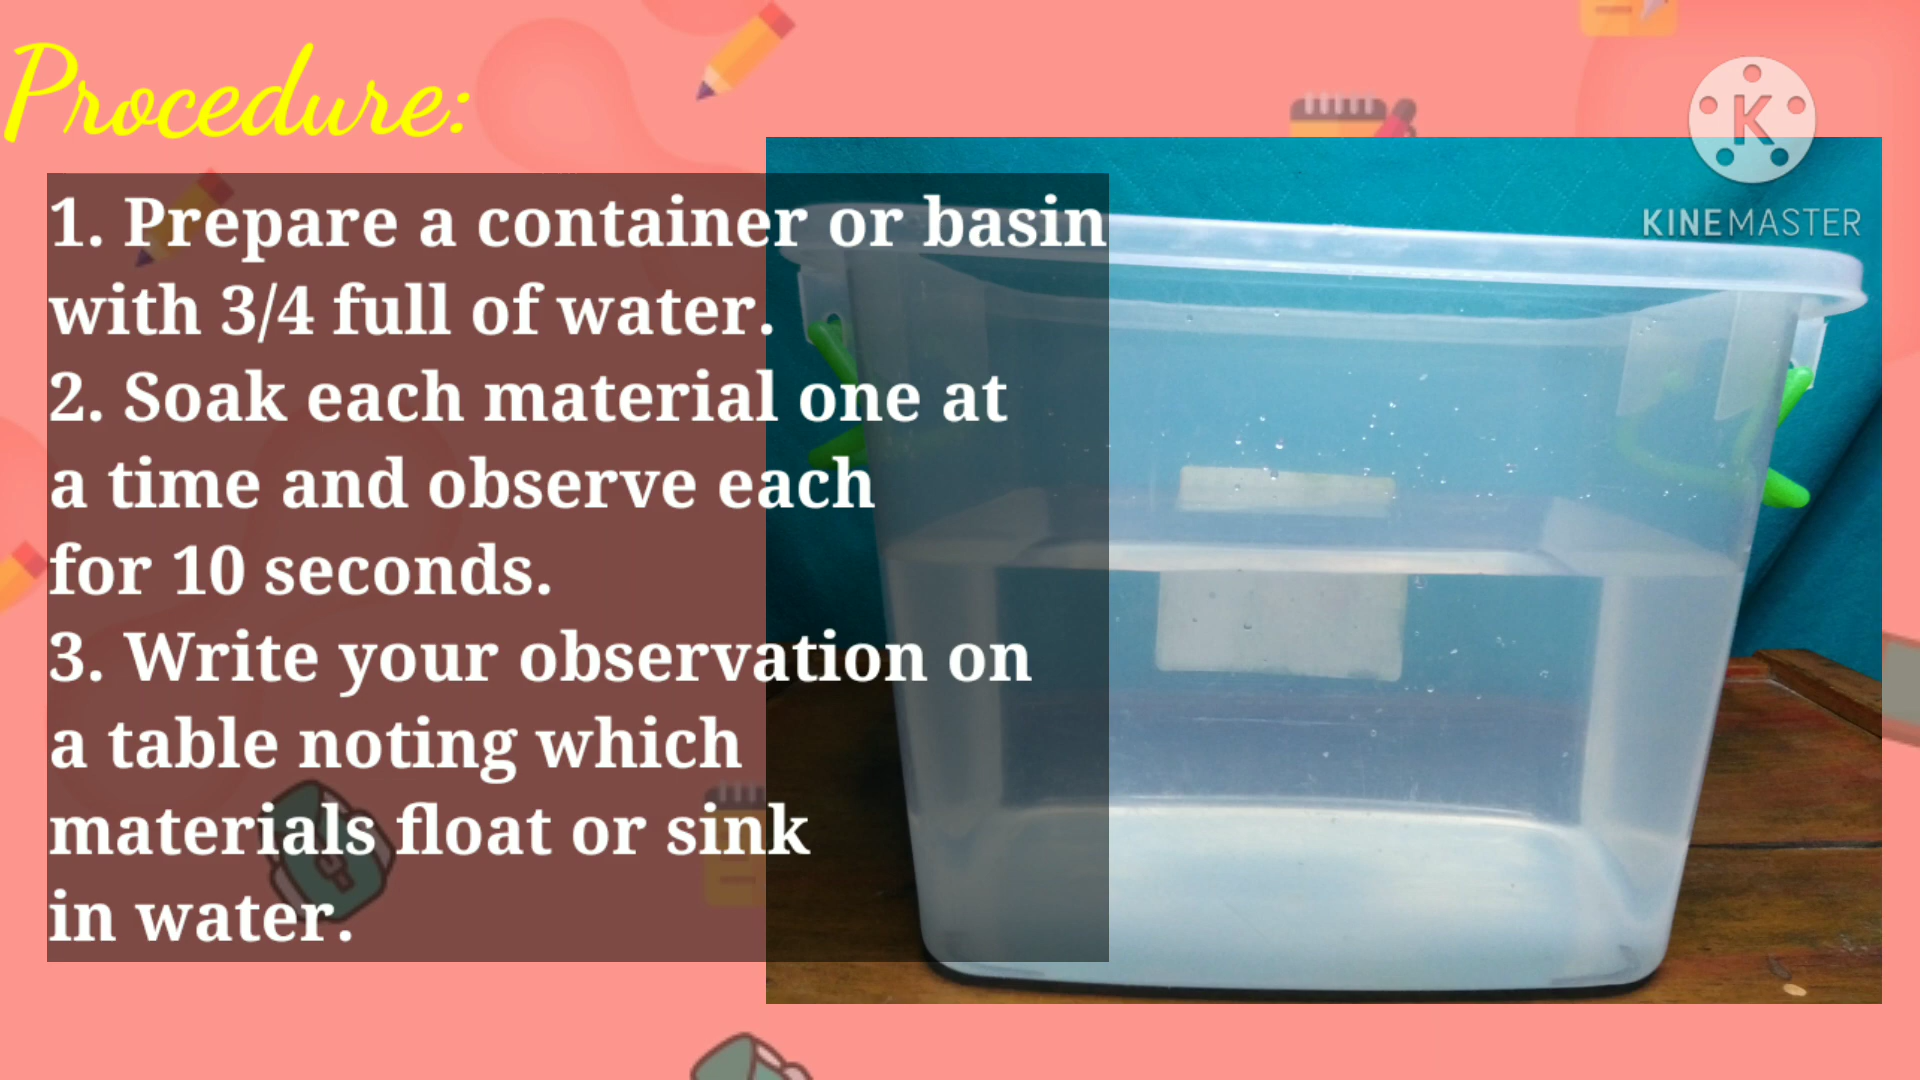 Procedure:
1. Prepare a container or basin
with 3/4 full of water.
2. Soak each material one at
a time and observe each
for 10 seconds.
3. Write your observation on
a table noting which
materials float or sink
in water.
K
KINEMASTER